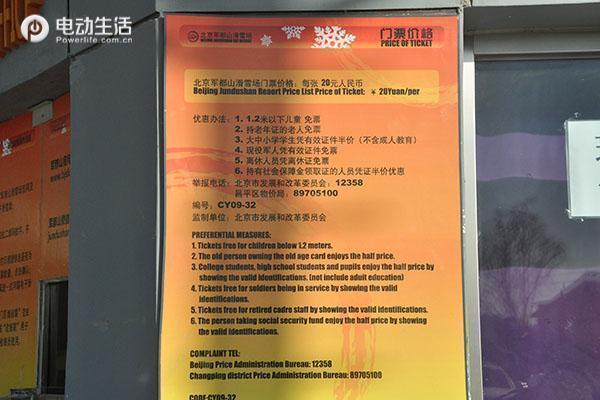 电动生活
Powerlife.com.cn
北京军都山滑雪场
门票价格
PRICE OF TICKET
北京军都山滑雪场门票价格：每张 20元人民币
Beijing Jundushan Reaort Price List Price of Ticket: ￥20Yuan/per
优惠办法：1. 1.2米以下儿童 免票
2. 持老年证的老人 免票
3. 大中小学学生凭有效证件半价（不含成人教育）
4. 现役军人凭有效证件免票
5. 离休人员凭离休证免票
6. 持有社会保障金领取证的人员凭证半价优惠
举报电话：北京市发展和改革委员会：12358
昌平区物价局：89705100
编号：CY09-32
监制单位：北京市发展和改革委员会
PREFERENTIAL MEASURES:
1. Tickets free for children below 1.2 meters.
2. The old person owning the old age card enjoys the half price.
3. College students, high school students and pupils enjoy the half price by
showing the valid identifications. (not include adult education)
4. Tickets free for soldiers being in service by showing the valid
identifications.
5. Tickets free for retired cadre staff by showing the valid identifications.
6. The person taking social security fund enjoy the half price by showing
the valid identifications.
COMPLAINT TEL:
Beijing Price Administration Bureau: 12358
Changping district Price Administration Bureau: 89705100
CODE:CY09-32